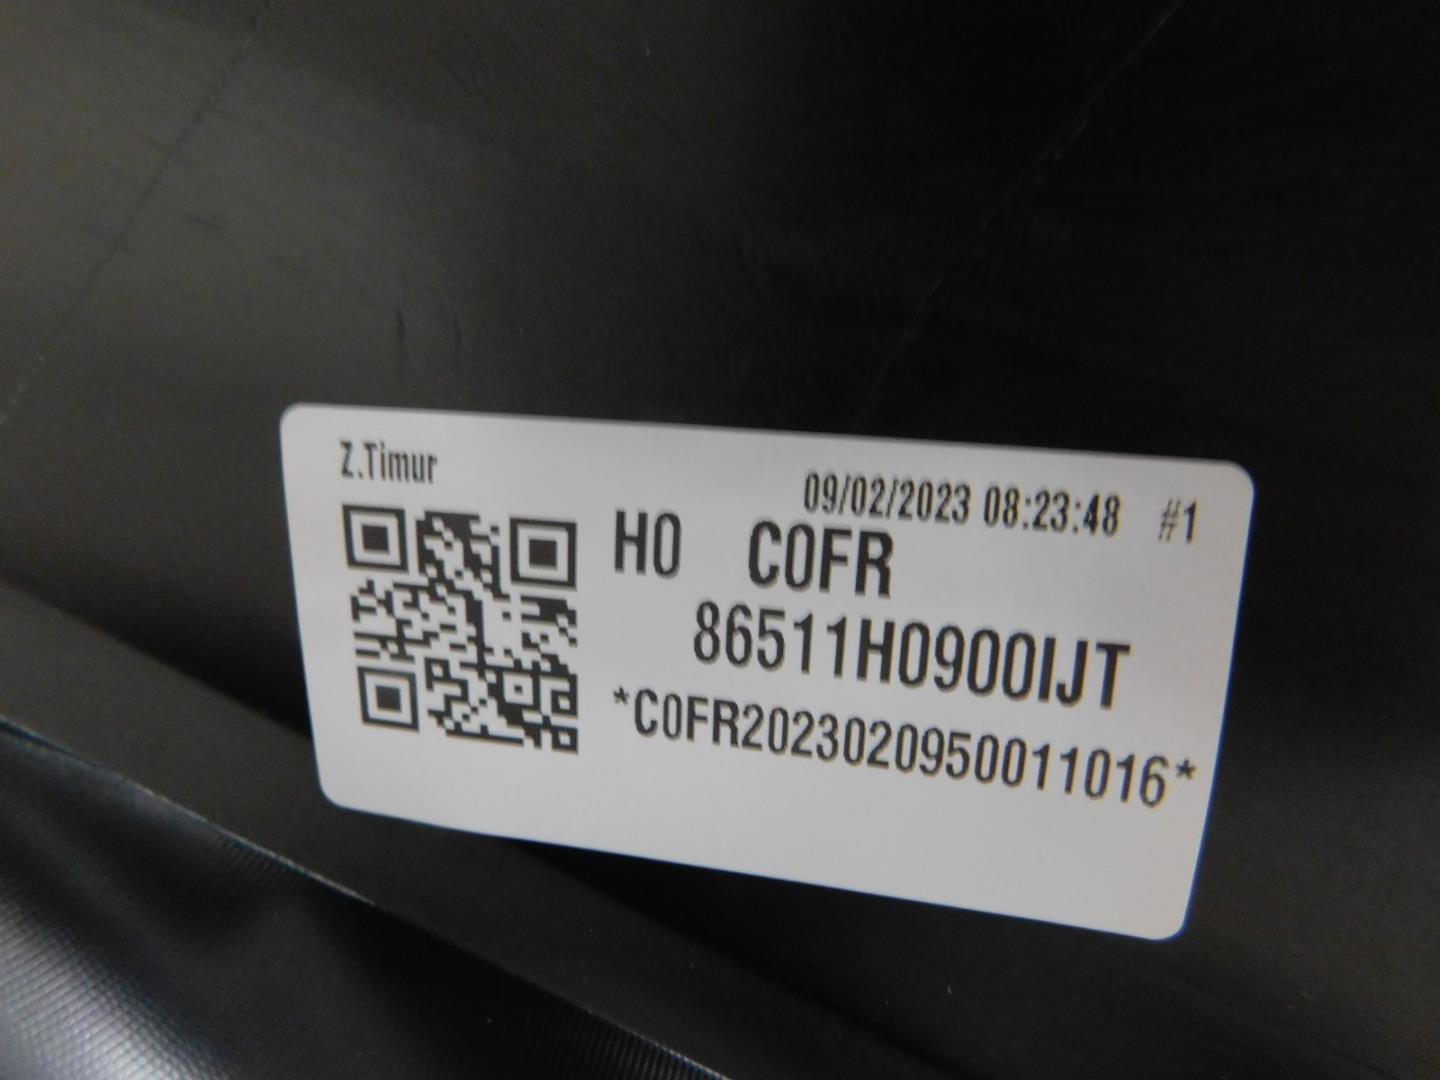 Z.Timur
09/02/2023 08:23:48 #1
H0 C0FR
86511H0900IJT
*C0FR2023020950011016*